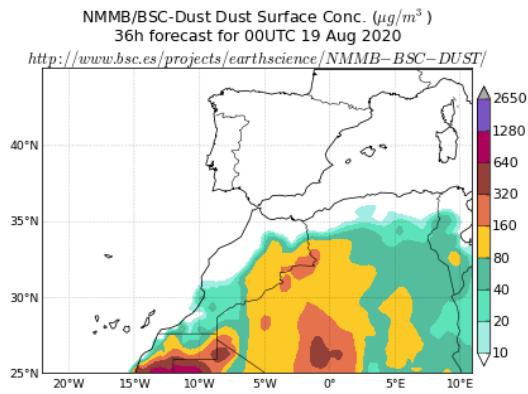 NMMB/BSC-Dust Dust Surface Conc. (µg/m³ )
36h forecast for 00UTC 19 Aug 2020
http://www.bsc.es/projects/earthscience/NMMB−BSC−DUST/
2650
1280
640
320
160
80
40
20
10
40°N
35°N
30°N
25°N
20°W 15°W 10°W 5°W 0° 5°E 10°E